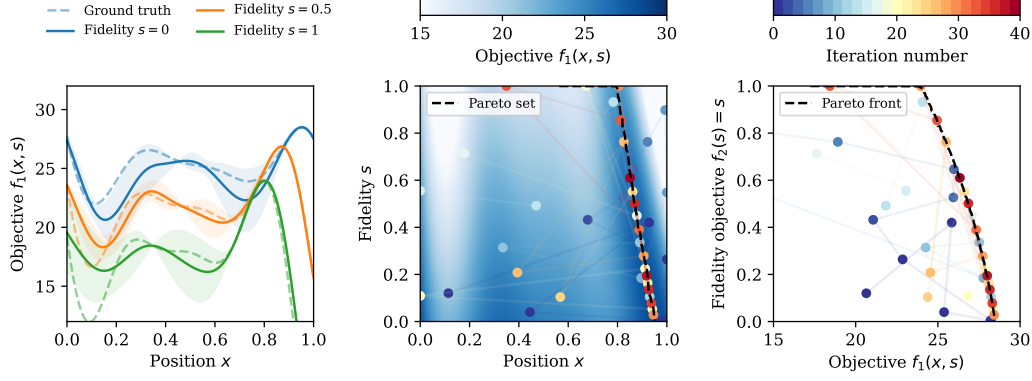 Ground truth
Fidelity s = 0
Fidelity s = 0.5
Fidelity s = 1
15 20 25 30
Objective f₁(x, s)
0 10 20 30 40
Iteration number
Objective f₁(x, s)
30
25
20
15
0.0 0.2 0.4 0.6 0.8 1.0
Position x
Pareto set
Fidelity s
1.0
0.8
0.6
0.4
0.2
0.0
0.0 0.2 0.4 0.6 0.8 1.0
Position x
Pareto front
Fidelity objective f₂(s) = s
1.0
0.8
0.6
0.4
0.2
0.0
15 20 25 30
Objective f₁(x, s)